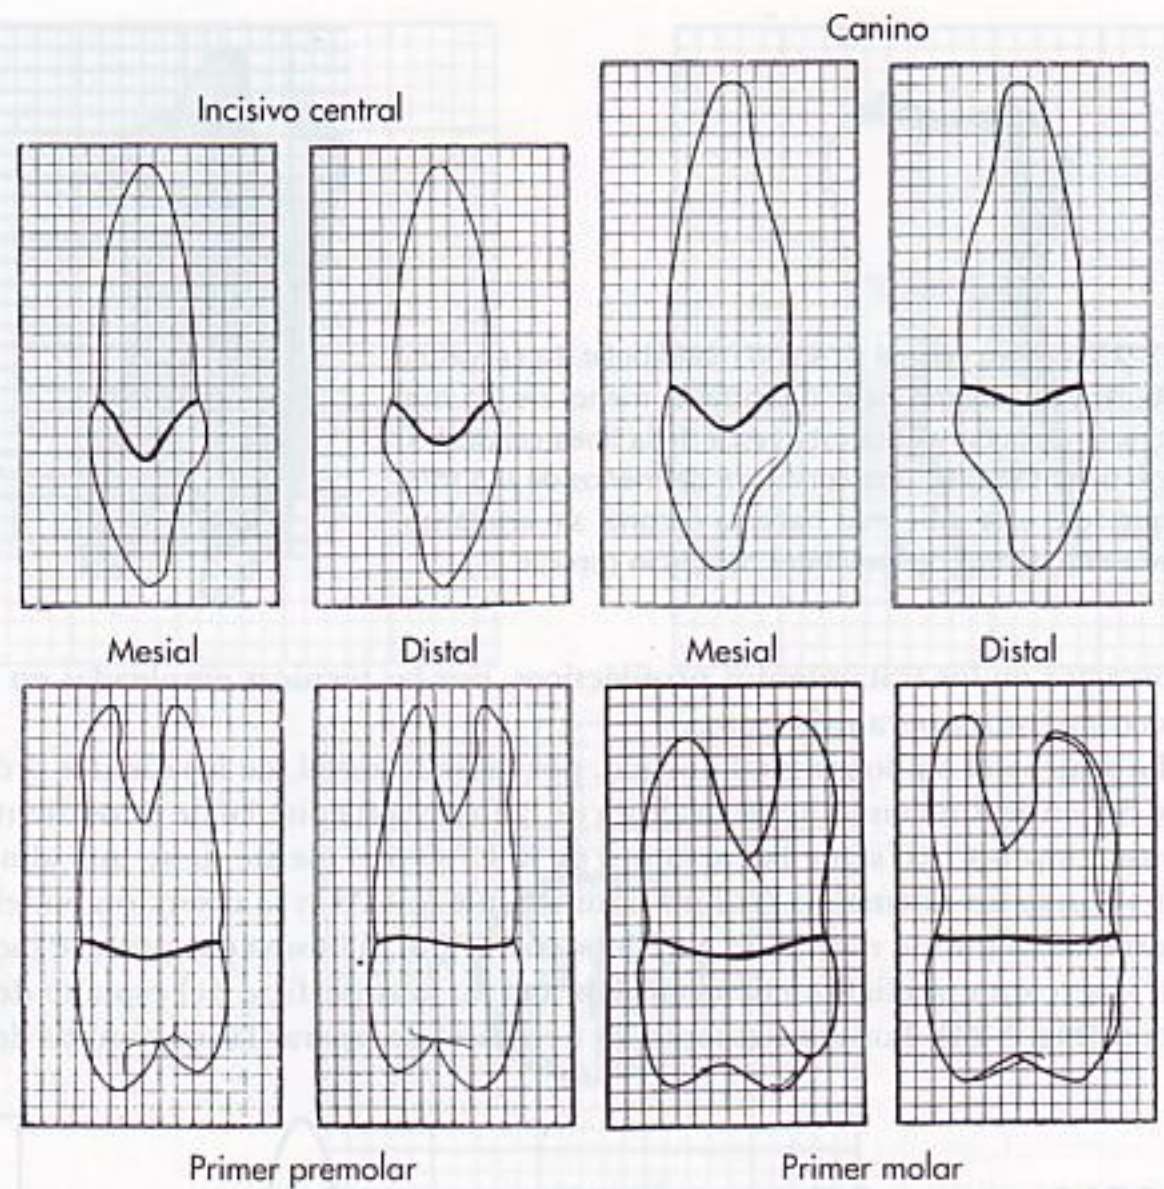 Canino
Incisivo central
Mesial
Distal
Mesial
Distal
Primer premolar
Primer molar